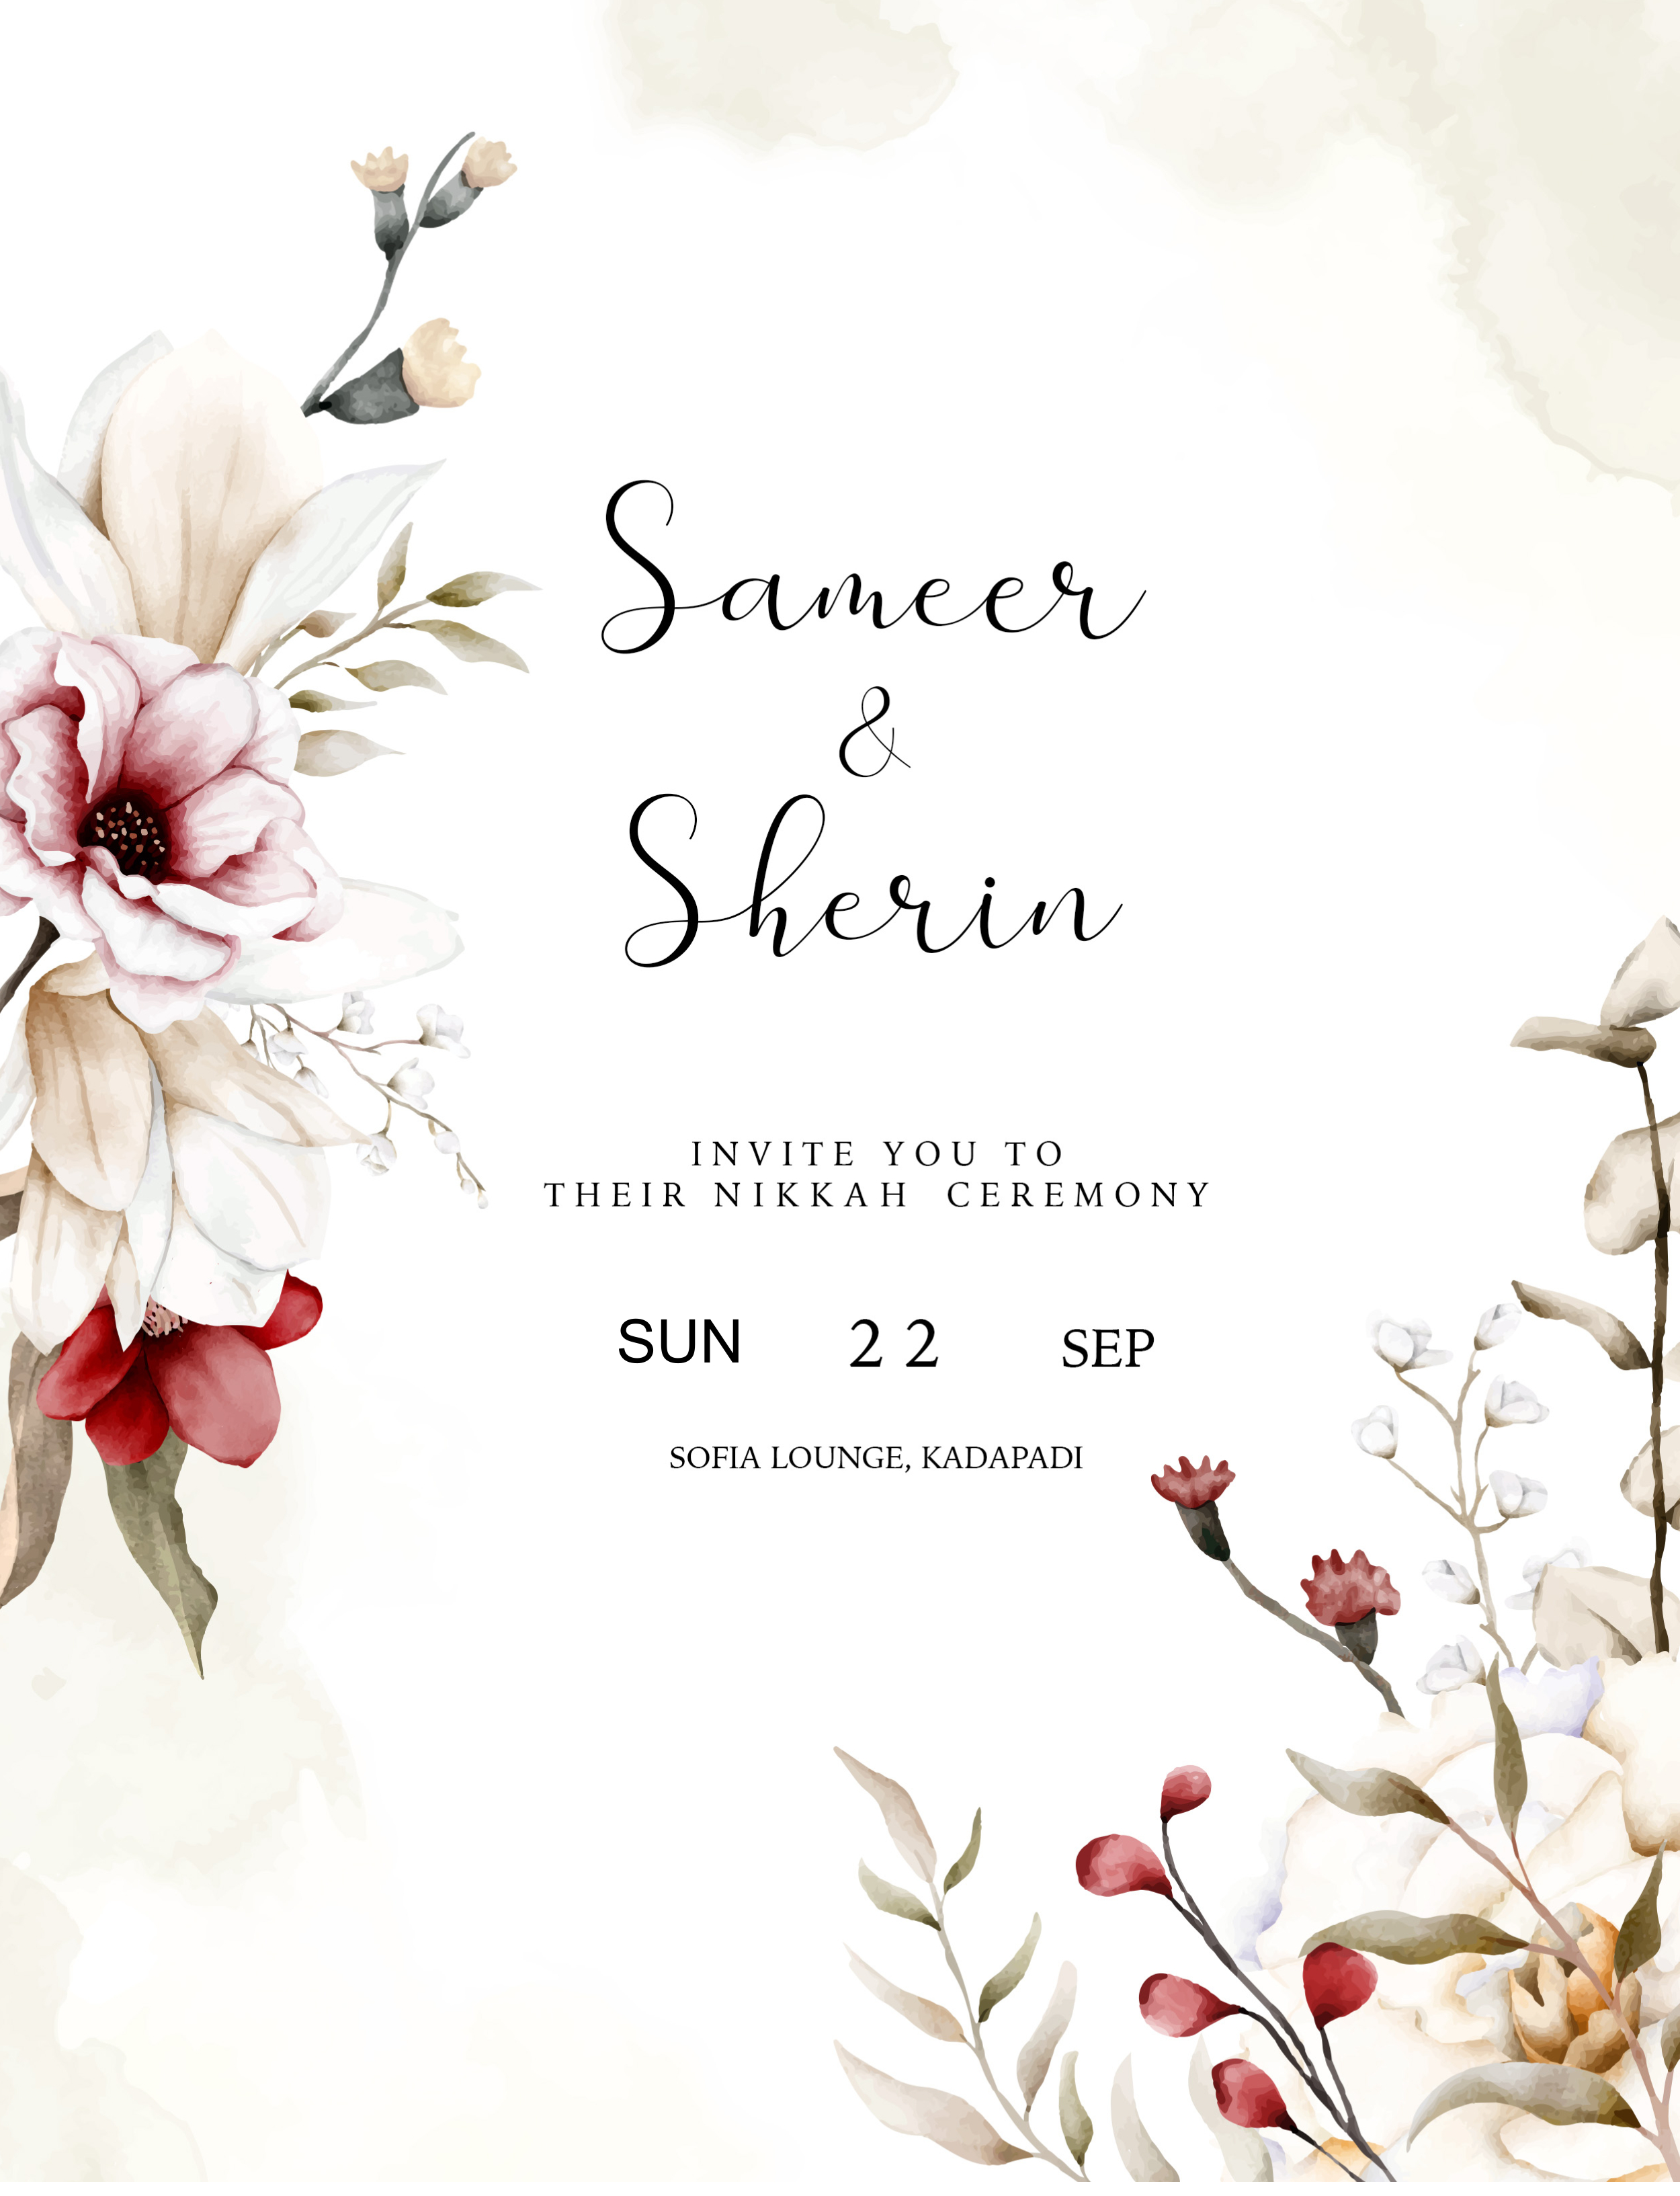 Sameer
&
Sherin
INVITE YOU TO
THEIR NIKKAH CEREMONY
SUN 22 SEP
SOFIA LOUNGE, KADAPADI